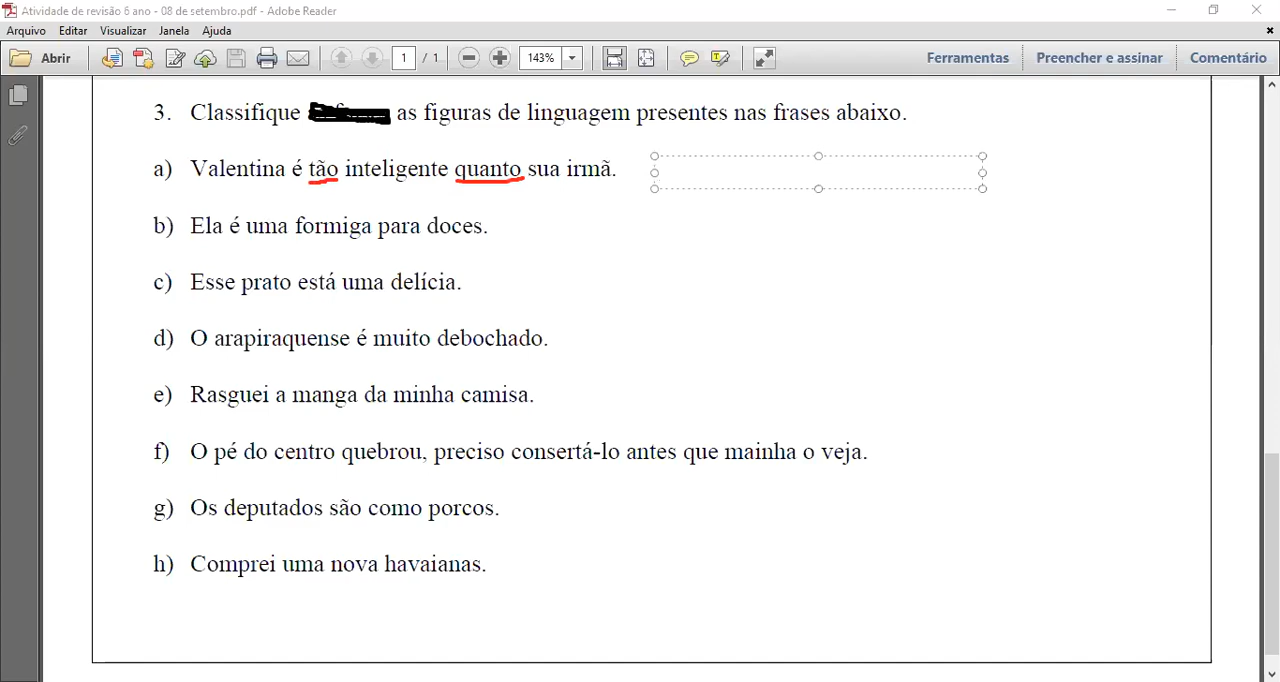 Atividade de revisão 6 ano - 08 de setembro.pdf - Adobe Reader
Arquivo Editar Visualizar Janela Ajuda
Abrir 1 / 1 143% Ferramentas Preencher e assinar Comentário
3. Classifique as figuras de linguagem presentes nas frases abaixo.
a) Valentina é tão inteligente quanto sua irmã.
b) Ela é uma formiga para doces.
c) Esse prato está uma delícia.
d) O arapiraquense é muito debochado.
e) Rasguei a manga da minha camisa.
f) O pé do centro quebrou, preciso consertá-lo antes que mainha o veja.
g) Os deputados são como porcos.
h) Comprei uma nova havaianas.